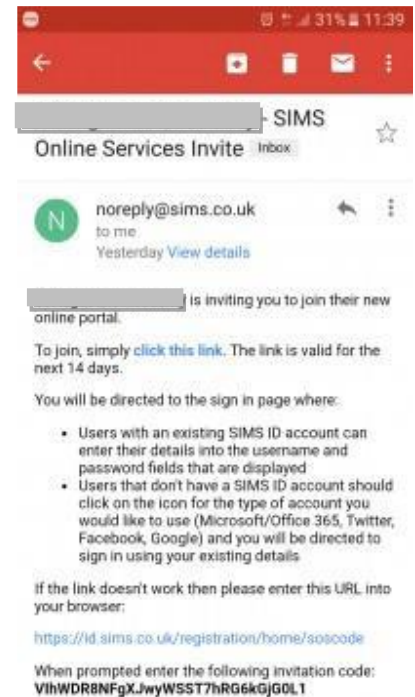 31% 11:39
- SIMS
Online Services Invite Inbox
N
noreply@sims.co.uk
to me
Yesterday View details
is inviting you to join their new
online portal.
To join, simply click this link. The link is valid for the
next 14 days.
You will be directed to the sign in page where:
• Users with an existing SIMS ID account can
enter their details into the username and
password fields that are displayed
• Users that don't have a SIMS ID account should
click on the icon for the type of account you
would like to use (Microsoft/Office 365, Twitter,
Facebook, Google) and you will be directed to
sign in using your existing details
If the link doesn't work then please enter this URL into
your browser:
https://id.sims.co.uk/registration/home/soscode
When prompted enter the following invitation code:
VIhWDR8NFgXJwyWSST7hRG6kGjG0L1